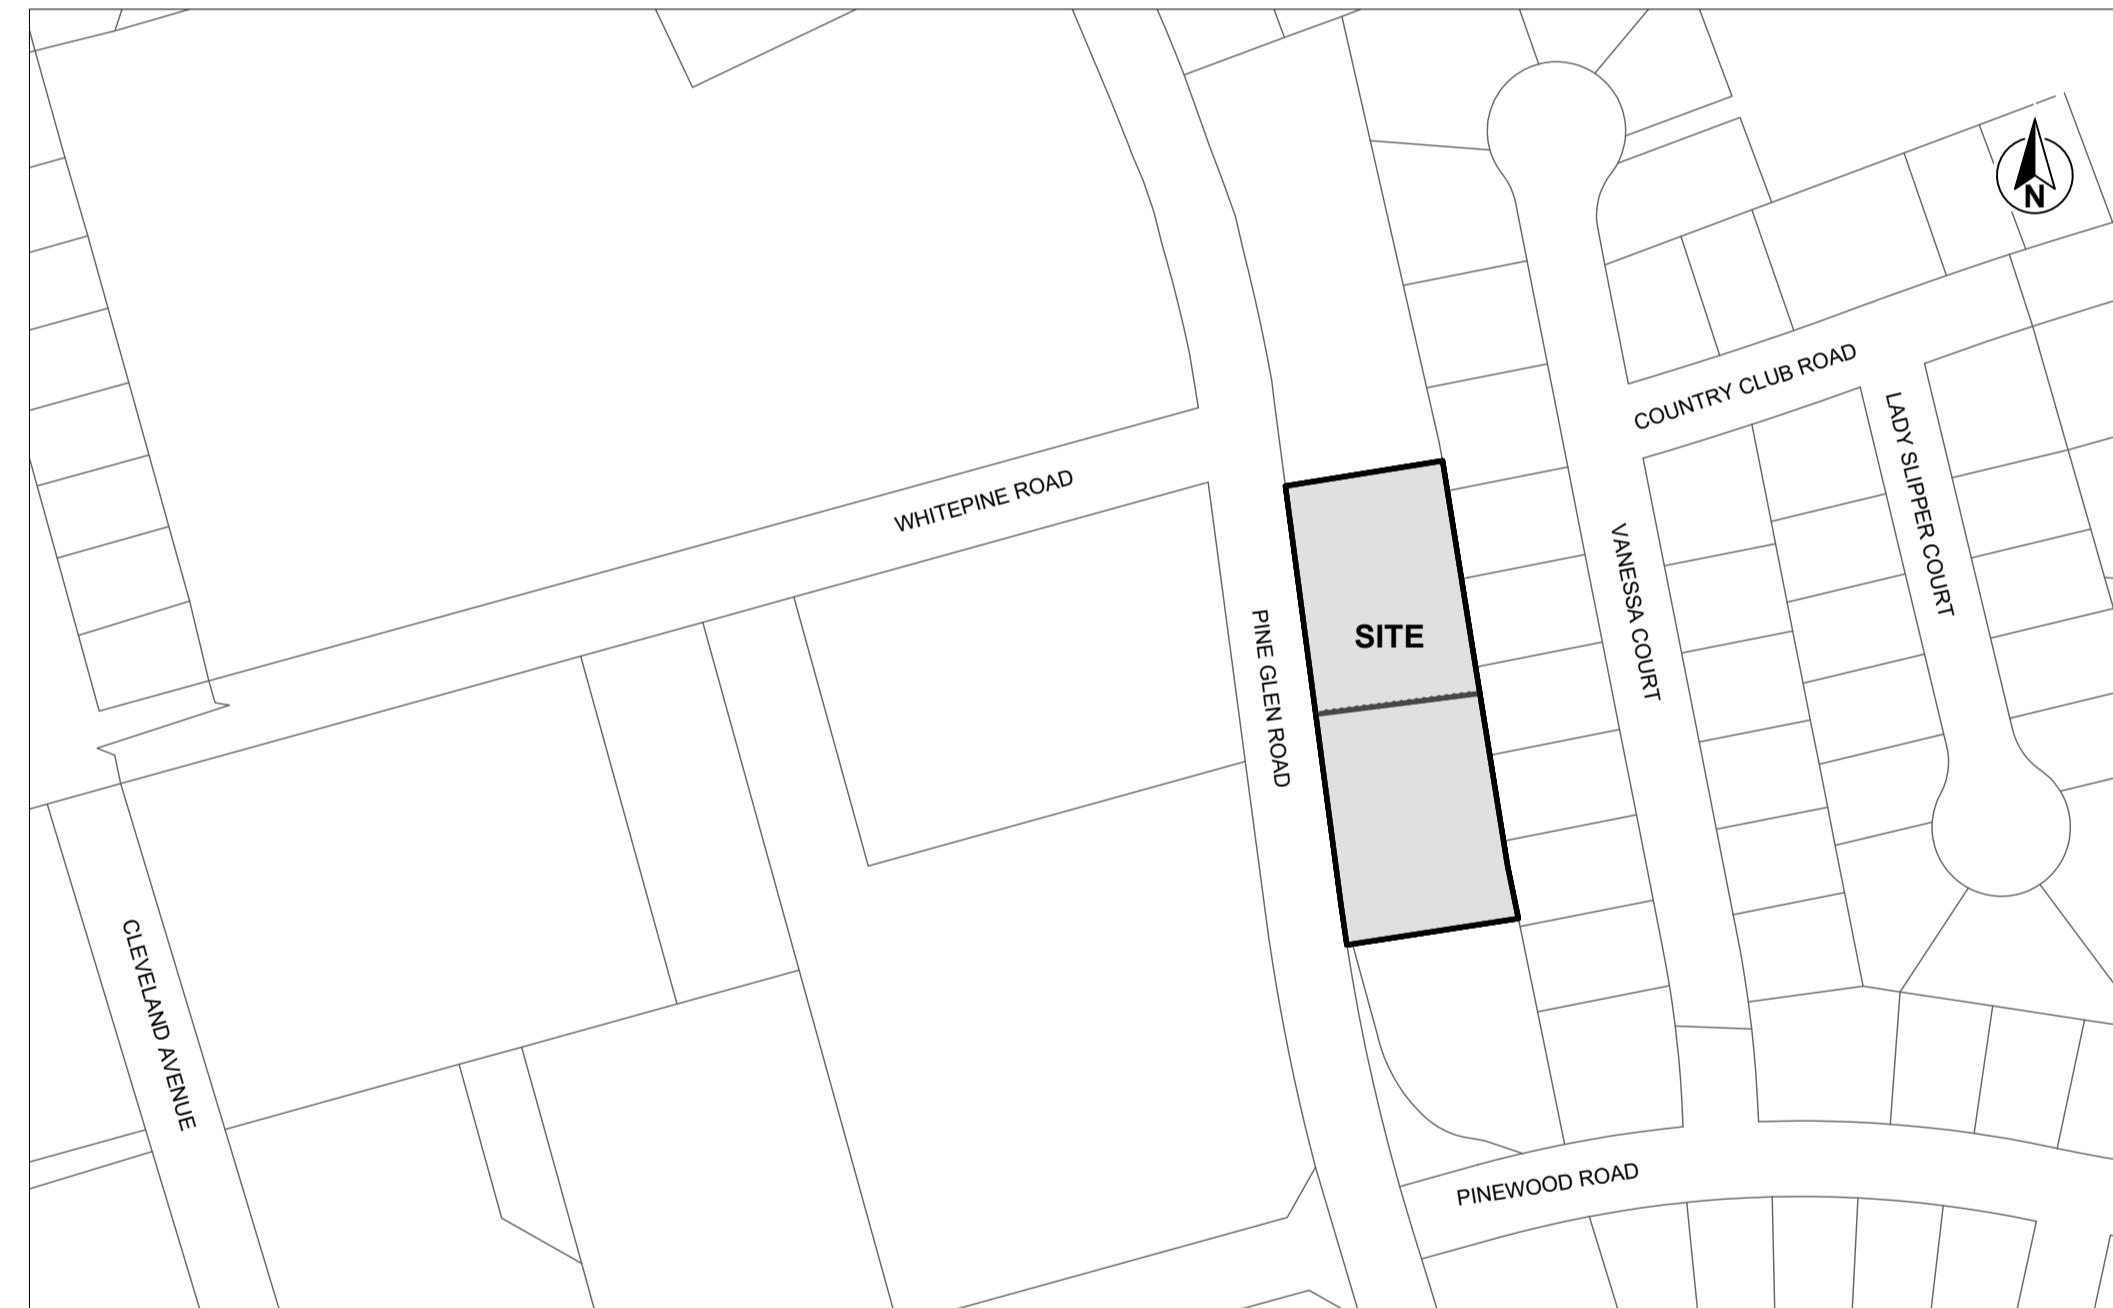 N
COUNTRY CLUB ROAD
LADY SLIPPER COURT
WHITEPINE ROAD
VANESSA COURT
SITE
PINE GLEN ROAD
CLEVELAND AVENUE
PINEWOOD ROAD